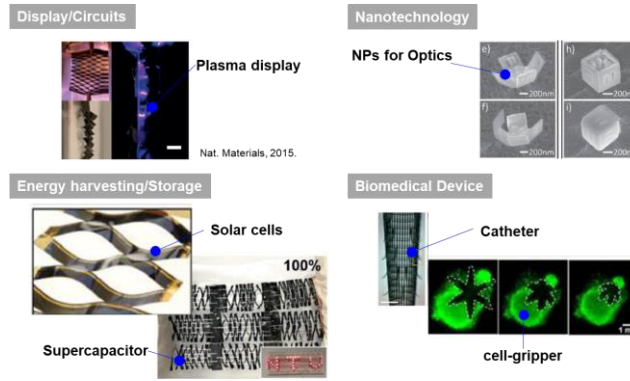 Display/Circuits
Plasma display
Nat. Materials, 2015.
Nanotechnology
NPs for Optics
e)
200nm
h)
200nm
f)
200nm
i)
200nm
Energy harvesting/Storage
Solar cells
100%
Supercapacitor
Biomedical Device
Catheter
1 m
cell-gripper